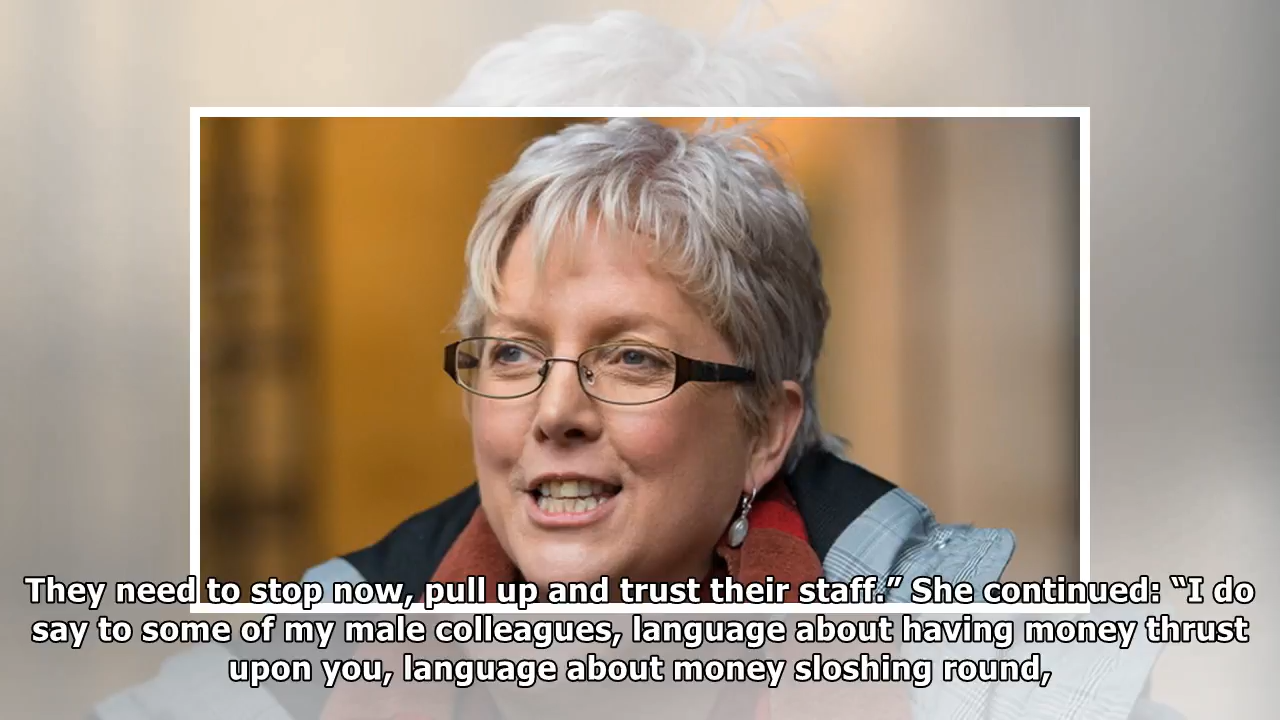 They need to stop now, pull up and trust their staff.” She continued: “I do
say to some of my male colleagues, language about having money thrust
upon you, language about money sloshing round,